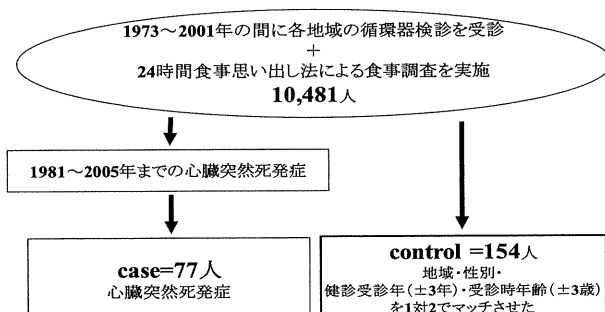 1973～2001年の間に各地域の循環器検診を受診
＋
24時間食事思い出し法による食事調査を実施
10,481人
1981～2005年までの心臓突然死発症
case=77人
心臓突然死発症
control =154人
地域・性別・
健診受診年（±3年）・受診時年齢（±3歳）
を1対2でマッチさせた